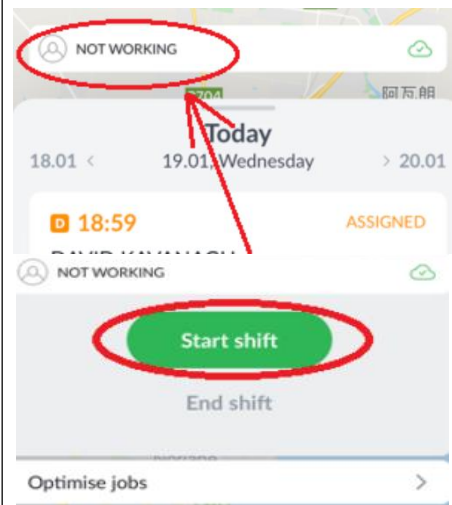 NOT WORKING
阿瓦朗
Today
18.01 < 19.01, Wednesday > 20.01
D 18:59 ASSIGNED
NOT WORKING
Start shift
End shift
Optimise jobs >